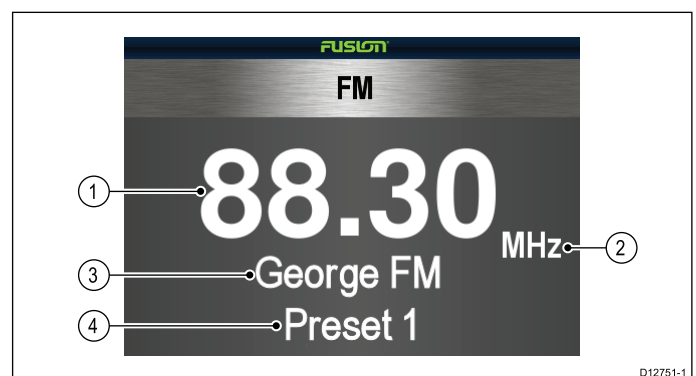 FUSION
FM
1
88.30
MHz
2
3
George FM
4
Preset 1
D12751-1